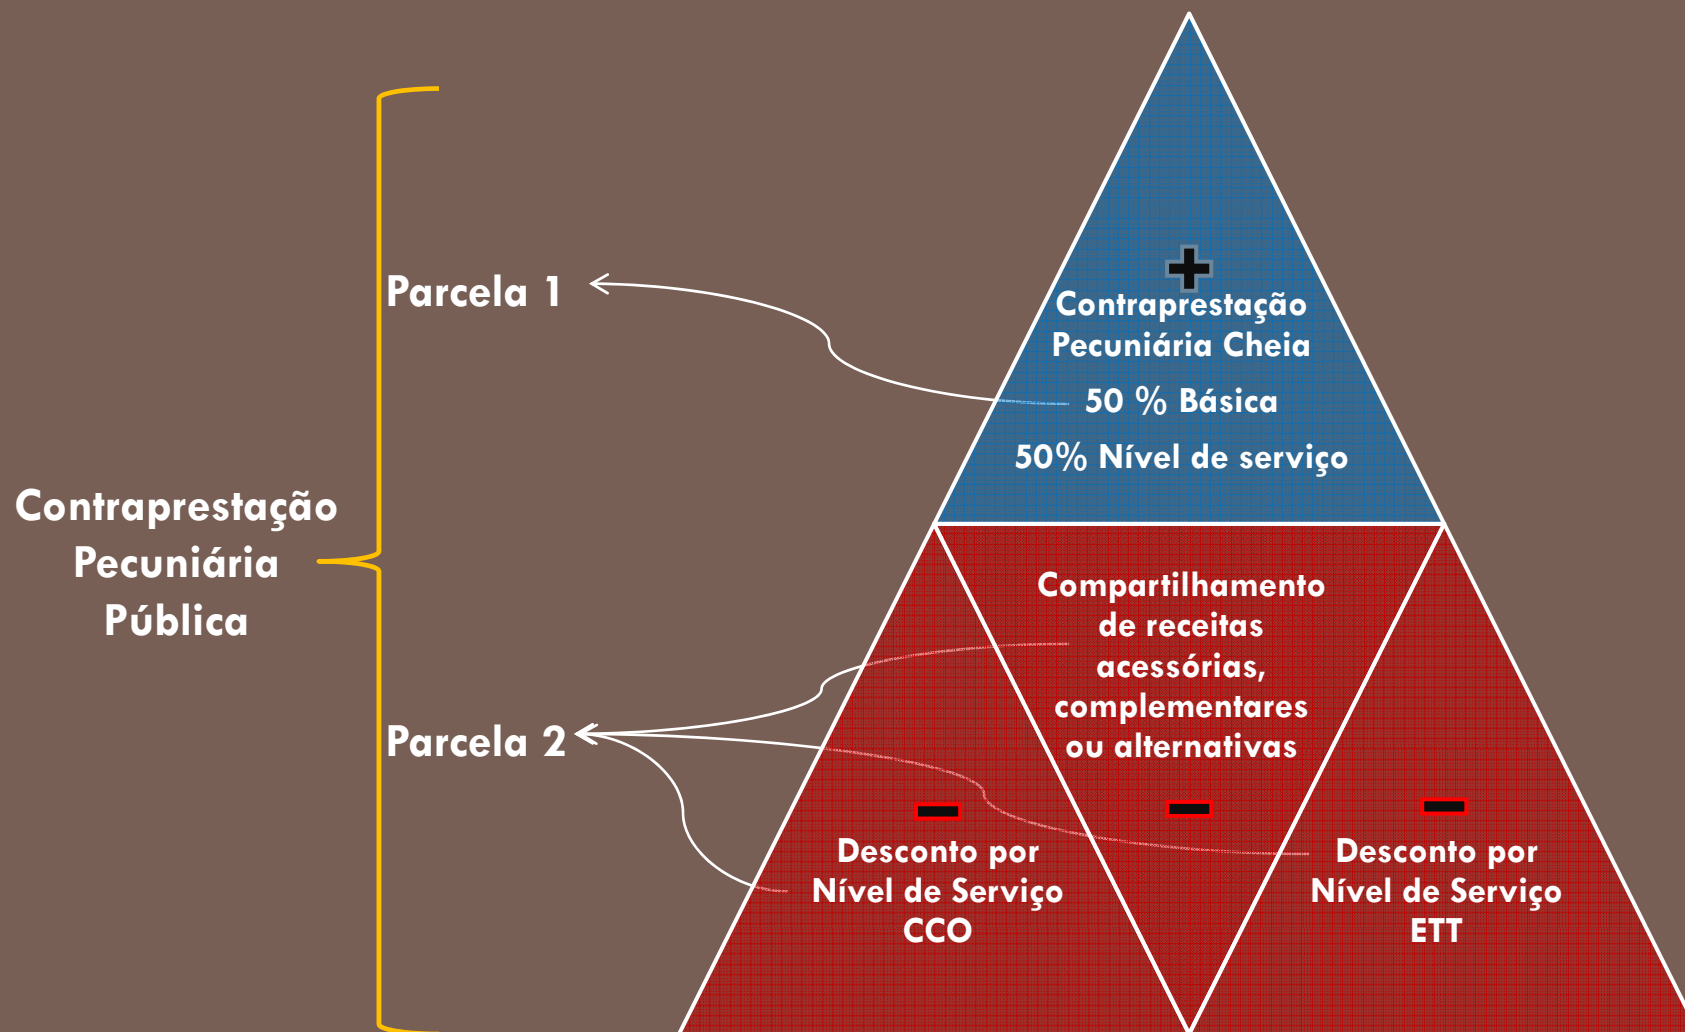 Contraprestação
Pecuniária
Pública
Parcela 1
Parcela 2
Contraprestação
Pecuniária Cheia
50 % Básica
50% Nível de serviço
Compartilhamento
de receitas
acessórias,
complementares
ou alternativas
Desconto por
Nível de Serviço
CCO
Desconto por
Nível de Serviço
ETT